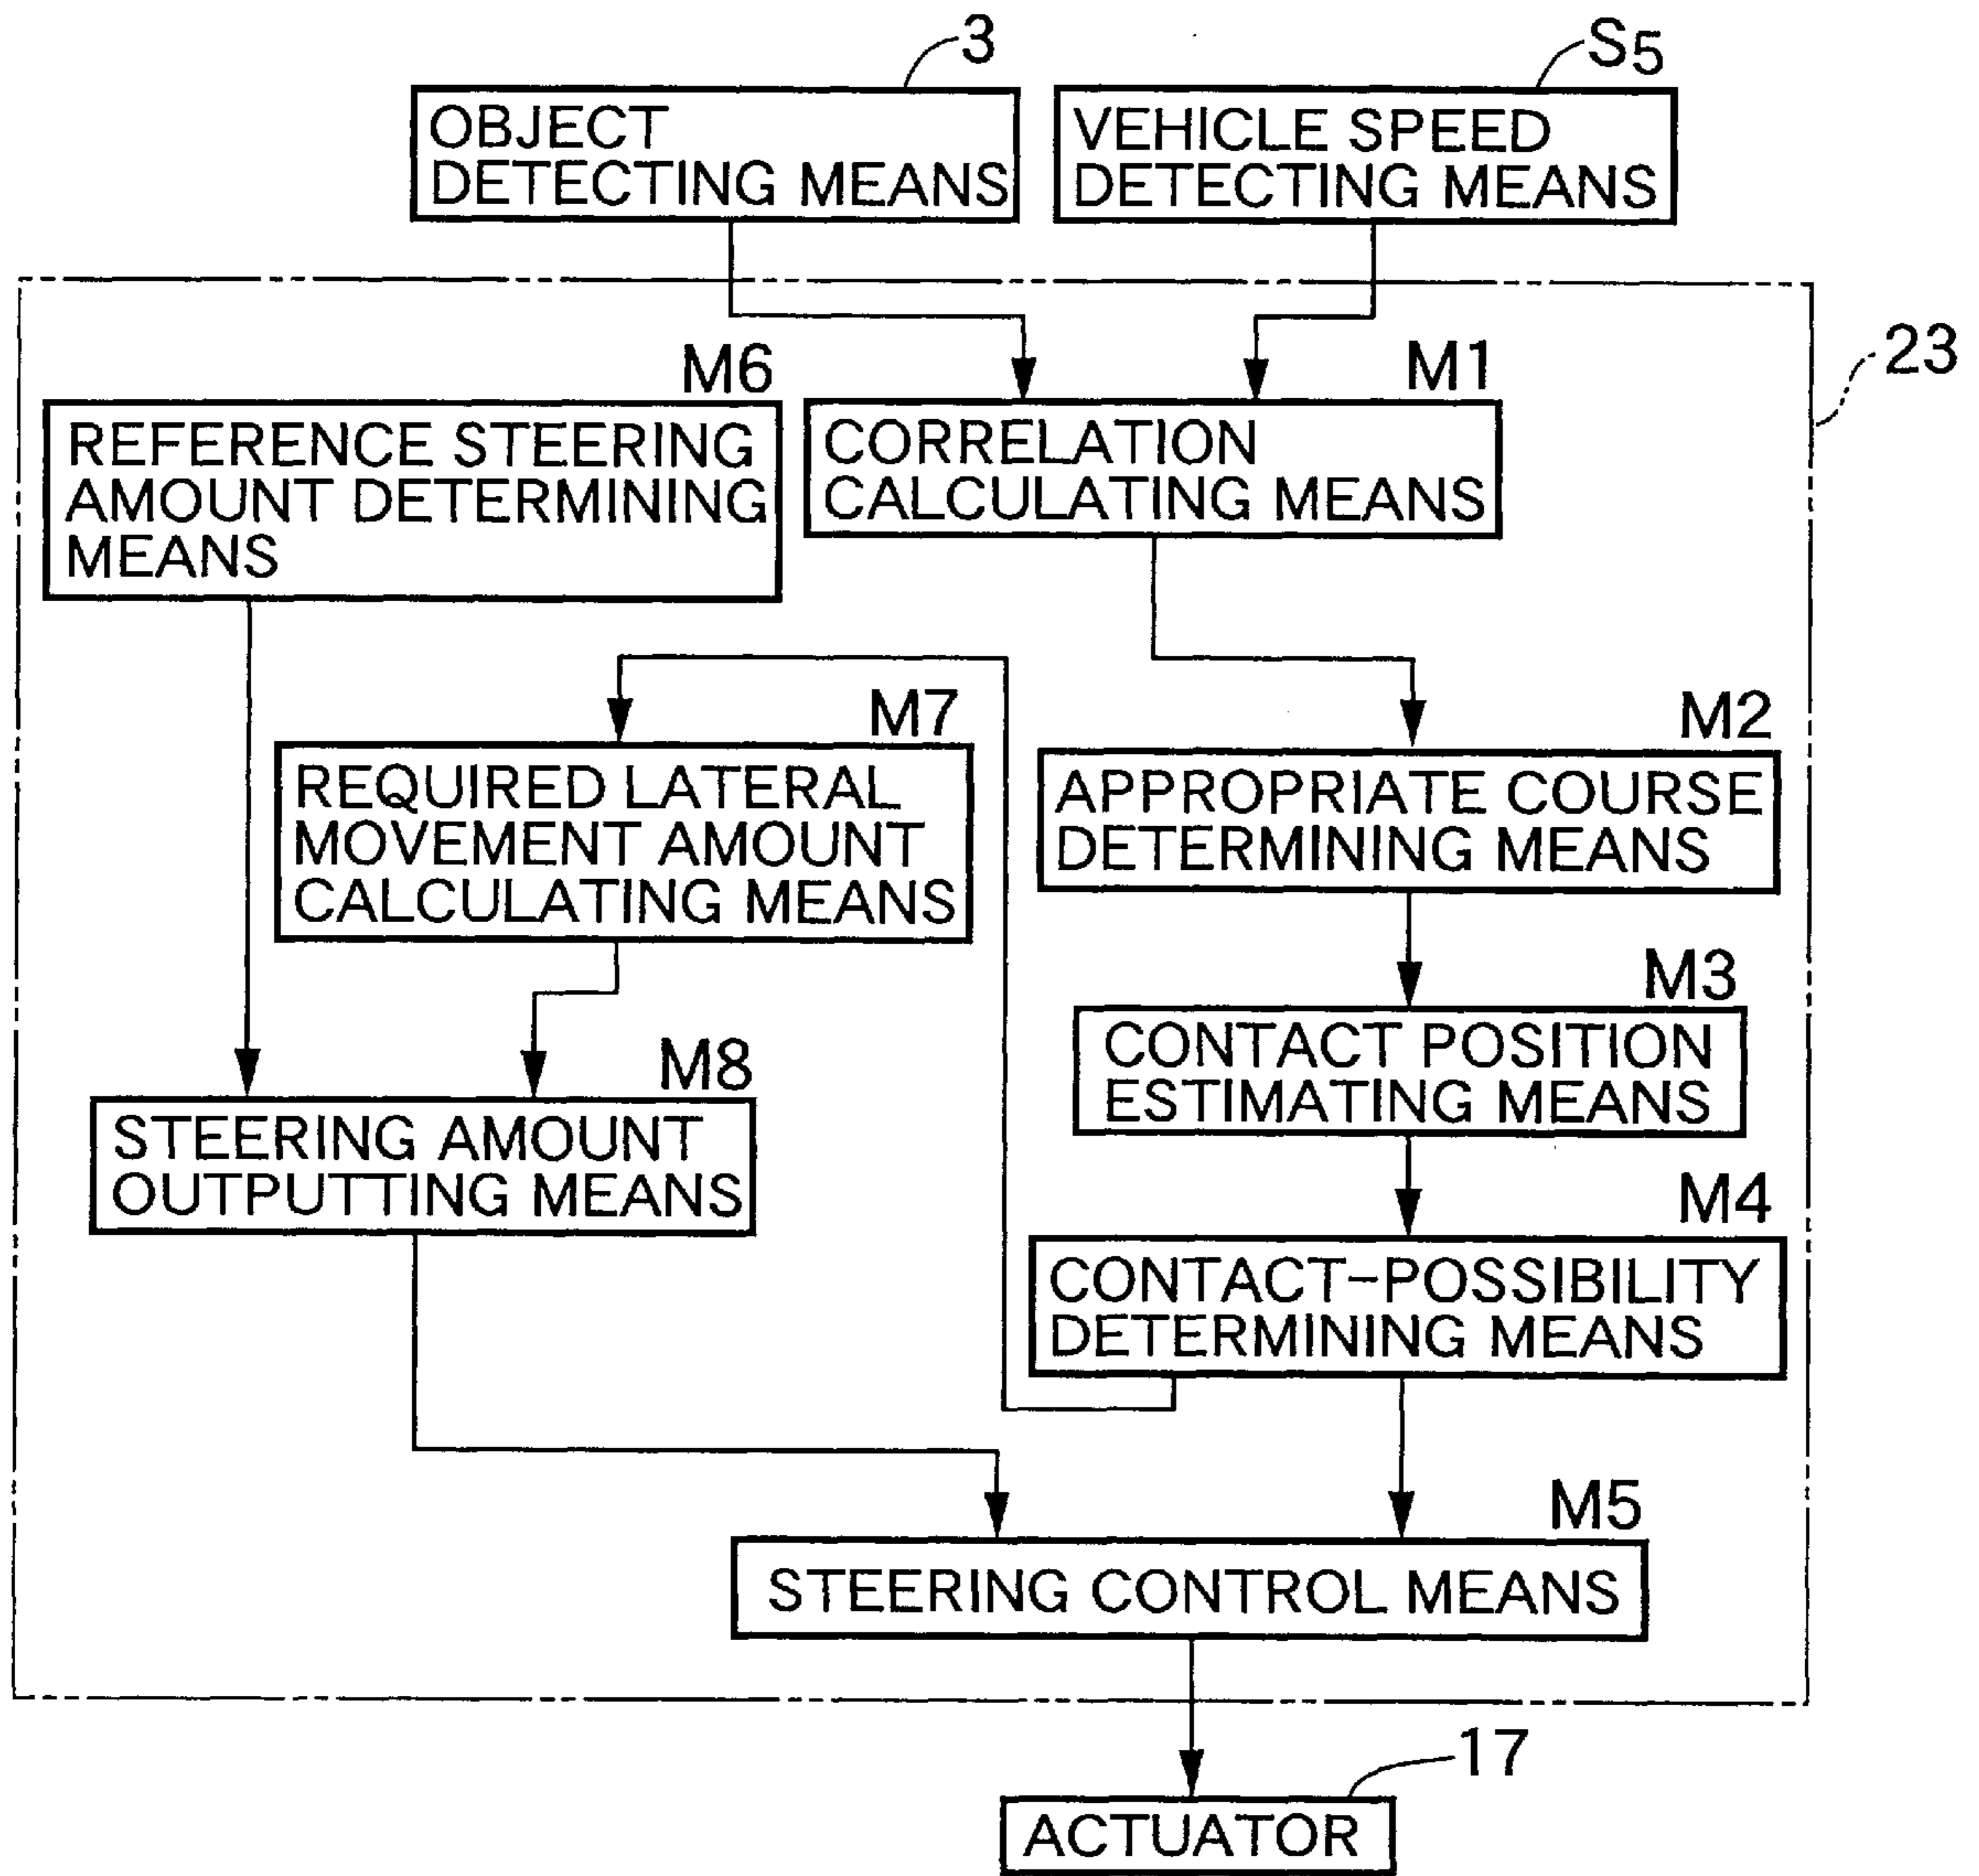 3
S5
OBJECT
DETECTING MEANS
VEHICLE SPEED
DETECTING MEANS
23
M6
M1
REFERENCE STEERING
AMOUNT DETERMINING
MEANS
CORRELATION
CALCULATING MEANS
M7
M2
REQUIRED LATERAL
MOVEMENT AMOUNT
CALCULATING MEANS
APPROPRIATE COURSE
DETERMINING MEANS
M3
CONTACT POSITION
ESTIMATING MEANS
M8
STEERING AMOUNT
OUTPUTTING MEANS
M4
CONTACT-POSSIBILITY
DETERMINING MEANS
M5
STEERING CONTROL MEANS
17
ACTUATOR